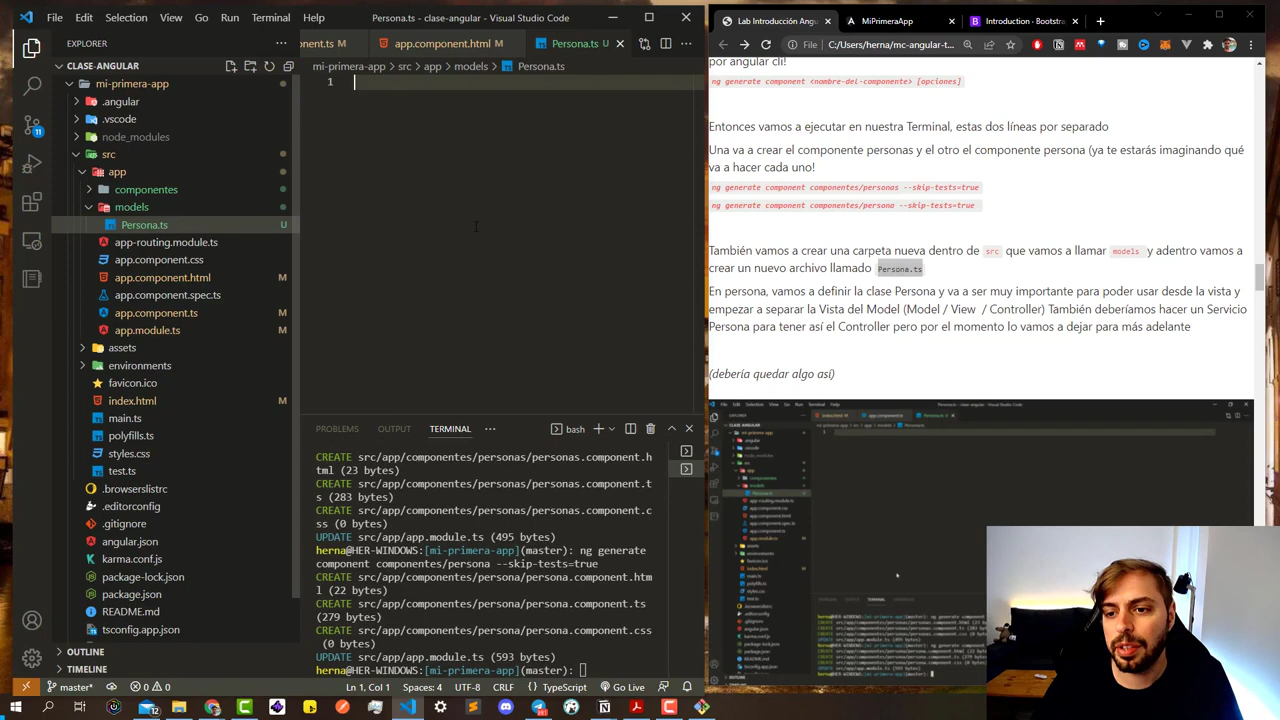 File Edit Selection View Go Run Terminal Help
Persona.ts - clase-angular - Visual Studio Code
EXPLORER
CLASE-ANGULAR
mi-primera-app
.angular
.vscode
node_modules
src
app
componentes
models
Persona.ts U
app-routing.module.ts
app.component.css
app.component.html M
app.component.spec.ts
app.component.ts M
app.module.ts M
assets
environments
favicon.ico
index.html M
main.ts
polyfills.ts
styles.css
test.ts
.browserslistrc
.editorconfig
.gitignore
angular.json
karma.conf.js
package-lock.json
package.json
README.md
tsconfig.app.json
OUTLINE
TIMELINE
11
onent.ts M app.component.html M Persona.ts U
mi-primera-app > src > app > models > Persona.ts
1
PROBLEMS OUTPUT TERMINAL bash
CREATE src/app/componentes/personas/personas.component.h
tml (23 bytes)
CREATE src/app/componentes/personas/personas.component.t
s (283 bytes)
CREATE src/app/componentes/personas/personas.component.c
ss (0 bytes)
UPDATE src/app/app.module.ts (495 bytes)
herna@HER-WINDOWS:[mi-primera-app](master): ng generate
component componentes/persona --skip-tests=true
CREATE src/app/componentes/persona/persona.component.htm
l (22 bytes)
CREATE src/app/componentes/persona/persona.component.ts
(279 bytes)
CREATE src/app/componentes/persona/persona.component.css
(0 bytes)
herna@HER-WINDOWS:[mi-primera-app](master):
master* 0 0 Ln 1, Col 1 Spaces: 4 UTF-8 CRLF TypeScript Go Live
Lab Introducción Ang MiPrimeraApp Introduction · Bootstra
Archivo C:/Users/herna/mc-angular-t
por angular cli!
ng generate component <nombre-del-componente> [opciones]
Entonces vamos a ejecutar en nuestra Terminal, estas dos líneas por separado
Una va a crear el componente personas y el otro el componente persona (ya te estarás imaginando qué
va a hacer cada uno!
ng generate component componentes/personas --skip-tests=true
ng generate component componentes/persona --skip-tests=true
También vamos a crear una carpeta nueva dentro de src que vamos a llamar models y adentro vamos a
crear un nuevo archivo llamado Persona.ts
En persona, vamos a definir la clase Persona y va a ser muy importante para poder usar desde la vista y
empezar a separar la Vista del Model (Model / View / Controller) También deberíamos hacer un Servicio
Persona para tener así el Controller pero por el momento lo vamos a dejar para más adelante
(debería quedar algo así)